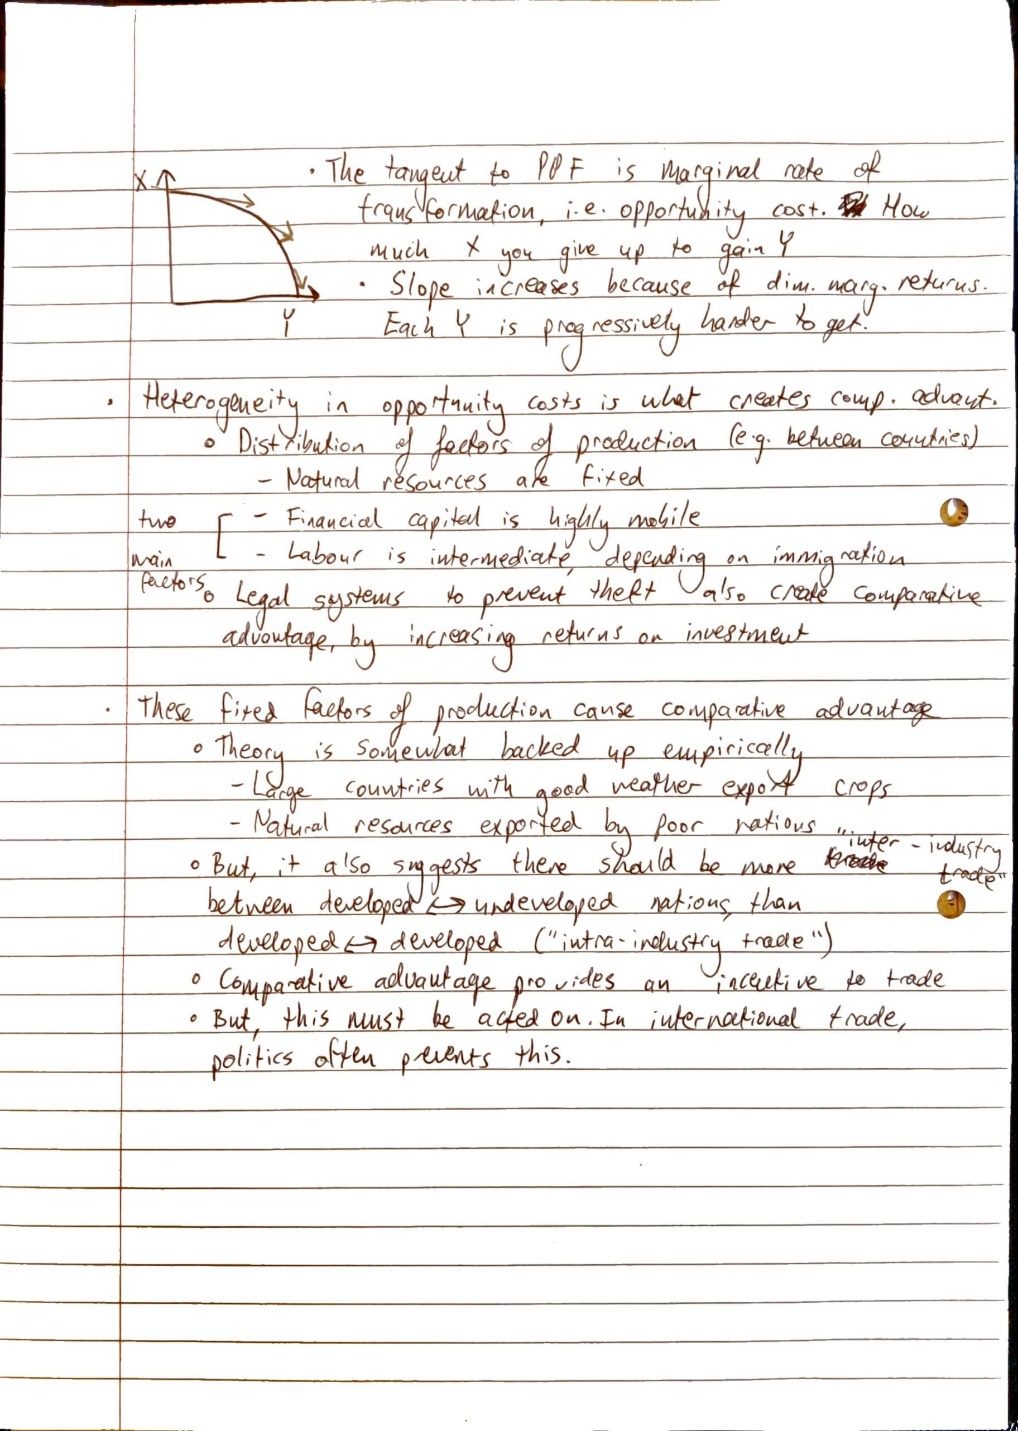 X
· The tangent to PPF is marginal rate of
transformation, i.e. opportunity cost. How
much X you give up to gain Y
· Slope increases because of dim. marg. returns.
Y
Each Y is progressively harder to get.
· Heterogeneity in opportunity costs is what creates comp. advant.
o Distribution of factors of production (e.g. between countries)
- Natural resources are fixed
two
- Financial capital is highly mobile
main
- Labour is intermediate, depending on immigration
factors
o Legal systems to prevent theft also create comparative
advantage, by increasing returns on investment
· These fixed factors of production cause comparative advantage
o Theory is somewhat backed up empirically
- Large countries with good weather export crops
- Natural resources exported by poor nations
o But, it also suggests there should be more "inter-industry trade"
between developed ↔ undeveloped nations, than
developed ↔ developed ("intra-industry trade")
o Comparative advantage provides an incentive to trade
o But, this must be acted on. In international trade,
politics often prevents this.